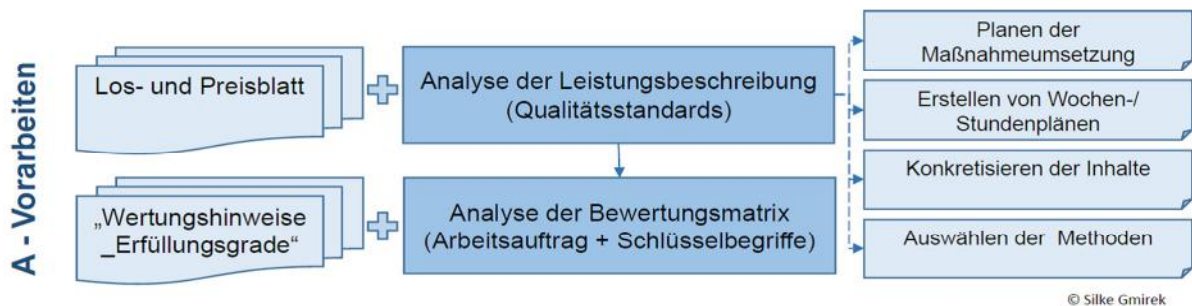 A - Vorarbeiten
Los- und Preisblatt
Analyse der Leistungsbeschreibung
(Qualitätsstandards)
Planen der
Maßnahmeumsetzung
Erstellen von Wochen-/
Stundenplänen
Konkretisieren der Inhalte
Auswählen der Methoden
„Wertungshinweise
_Erfüllungsgrade“
Analyse der Bewertungsmatrix
(Arbeitsauftrag + Schlüsselbegriffe)
© Silke Gmirek